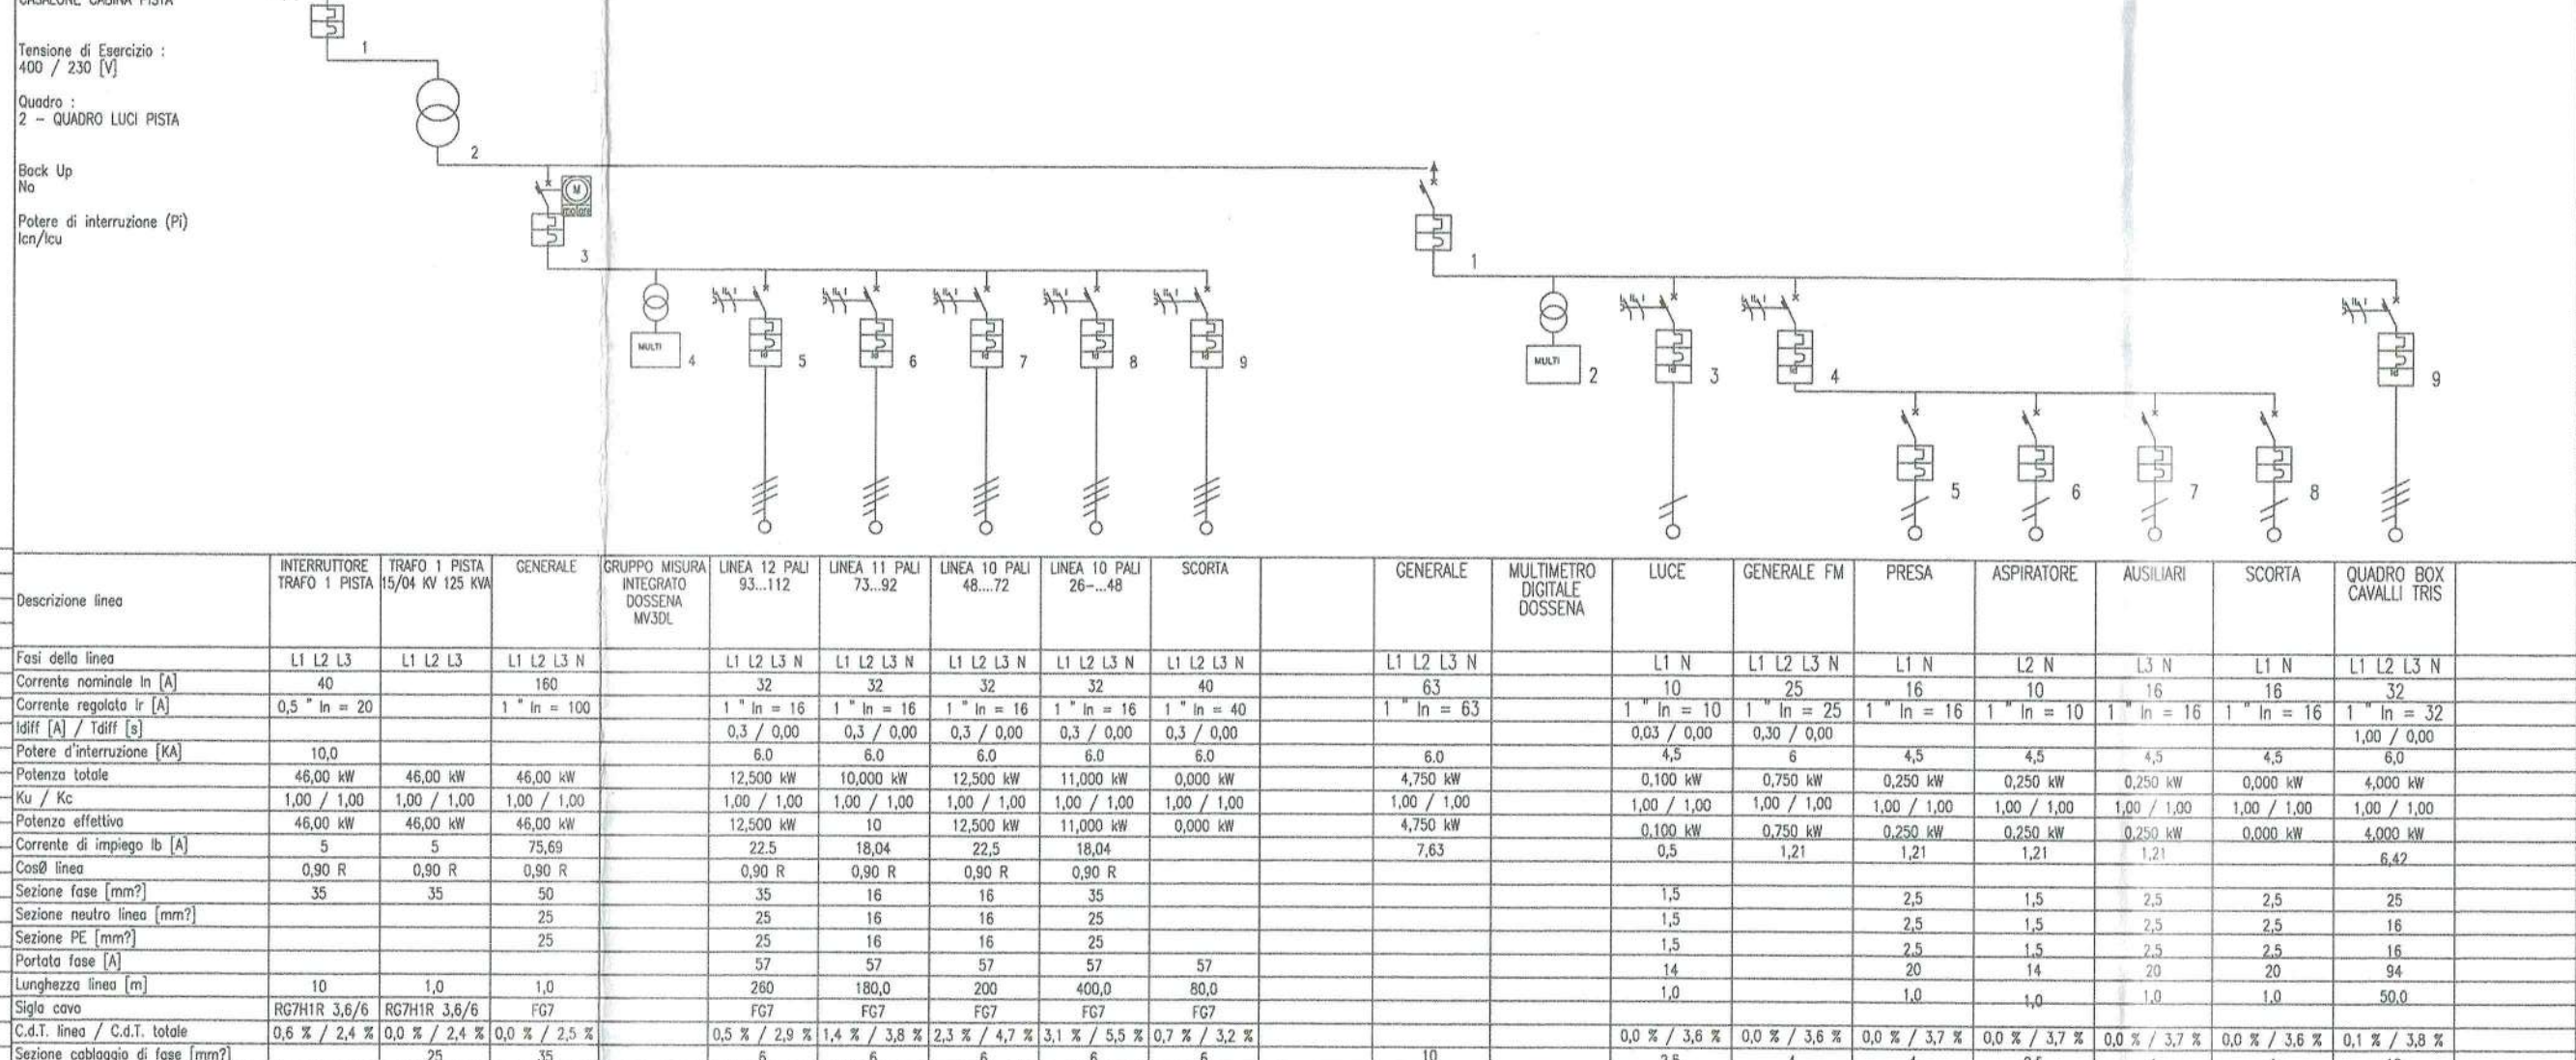 Tensione di Esercizio :
400 / 230 [V]
Quadro :
2 - QUADRO LUCI PISTA
Back Up
No
Potere di interruzione (Pi)
Icn/Icu
1
2
M
motore
3
1
MULTI 4 5 6 7 8 9
MULTI 2 3 4 9
5 6 7 8
Descrizione linea
INTERRUTTORE TRAFO 1 PISTA
TRAFO 1 PISTA 15/04 KV 125 KVA
GENERALE
GRUPPO MISURA INTEGRATO DOSSENA MV3DL
LINEA 12 PALI 93...112
LINEA 11 PALI 73...92
LINEA 10 PALI 48....72
LINEA 10 PALI 26-...48
SCORTA
GENERALE
MULTIMETRO DIGITALE DOSSENA
LUCE
GENERALE FM
PRESA
ASPIRATORE
AUSILIARI
SCORTA
QUADRO BOX CAVALLI TRIS
Fasi della linea L1 L2 L3 L1 L2 L3 L1 L2 L3 N L1 L2 L3 N L1 L2 L3 N L1 L2 L3 N L1 L2 L3 N L1 L2 L3 N L1 L2 L3 N L1 N L1 L2 L3 N L1 N L2 N L3 N L1 N L1 L2 L3 N
Corrente nominale In [A] 40 160 32 32 32 32 40 63 10 25 16 10 16 16 32
Corrente regolata Ir [A] 0,5 " In = 20 1 " In = 100 1 " In = 16 1 " In = 16 1 " In = 16 1 " In = 16 1 " In = 40 1 " In = 63 1 " In = 10 1 " In = 25 1 " In = 16 1 " In = 10 1 " In = 16 1 " In = 16 1 " In = 32
Idiff [A] / Tdiff [s] 0,3 / 0,00 0,3 / 0,00 0,3 / 0,00 0,3 / 0,00 0,3 / 0,00 0,03 / 0,00 0,30 / 0,00 1,00 / 0,00
Potere d'interruzione [KA] 10,0 6.0 6.0 6.0 6.0 6.0 6.0 4,5 6 4,5 4,5 4,5 4,5 6,0
Potenza totale 46,00 kW 46,00 kW 46,00 kW 12,500 kW 10,000 kW 12,500 kW 11,000 kW 0,000 kW 4,750 kW 0,100 kW 0,750 kW 0,250 kW 0,250 kW 0,250 kW 0,000 kW 4,000 kW
Ku / Kc 1,00 / 1,00 1,00 / 1,00 1,00 / 1,00 1,00 / 1,00 1,00 / 1,00 1,00 / 1,00 1,00 / 1,00 1,00 / 1,00 1,00 / 1,00 1,00 / 1,00 1,00 / 1,00 1,00 / 1,00 1,00 / 1,00 1,00 / 1,00 1,00 / 1,00 1,00 / 1,00
Potenza effettiva 46,00 kW 46,00 kW 46,00 kW 12,500 kW 10 12,500 kW 11,000 kW 0,000 kW 4,750 kW 0,100 kW 0,750 kW 0,250 kW 0,250 kW 0,250 kW 0,000 kW 4,000 kW
Corrente di impiego Ib [A] 5 5 75,69 22.5 18,04 22,5 18,04 7,63 0,5 1,21 1,21 1,21 1,21 6,42
CosØ linea 0,90 R 0,90 R 0,90 R 0,90 R 0,90 R 0,90 R 0,90 R
Sezione fase [mm?] 35 35 50 35 16 16 35 1,5 2,5 1,5 2,5 2,5 25
Sezione neutro linea [mm?] 25 25 16 16 25 1,5 2,5 1,5 2,5 2,5 16
Sezione PE [mm?] 25 25 16 16 25 1,5 2,5 1,5 2,5 2,5 16
Portata fase [A] 57 57 57 57 57 14 20 14 20 20 94
Lunghezza linea [m] 10 1,0 1,0 260 180,0 200 400,0 80,0 1,0 1,0 1,0 1,0 1,0 50,0
Sigla cavo RG7H1R 3,6/6 RG7H1R 3,6/6 FG7 FG7 FG7 FG7 FG7 FG7
C.d.T. linea / C.d.T. totale 0,6 % / 2,4 % 0,0 % / 2,4 % 0,0 % / 2,5 % 0,5 % / 2,9 % 1,4 % / 3,8 % 2,3 % / 4,7 % 3,1 % / 5,5 % 0,7 % / 3,2 % 0,0 % / 3,6 % 0,0 % / 3,6 % 0,0 % / 3,7 % 0,0 % / 3,7 % 0,0 % / 3,7 % 0,0 % / 3,6 % 0,1 % / 3,8 %
Sezione cablaggio di fase [mm?] 25 35 6 6 6 6 6 10